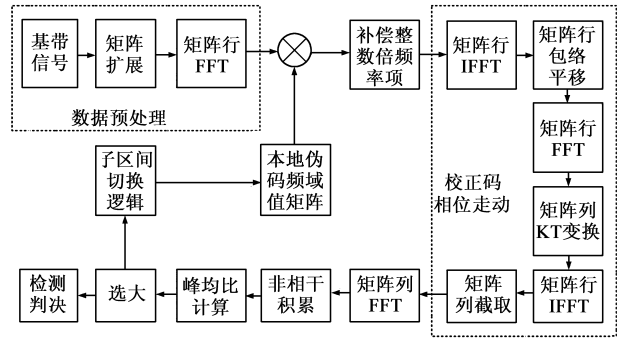 基带
信号
矩阵
扩展
矩阵行
FFT
数据预处理
补偿整
数倍频
率项
矩阵行
IFFT
矩阵行
包络
平移
矩阵行
FFT
矩阵列
KT变换
矩阵行
IFFT
矩阵
列截取
校正码
相位走动
子区间
切换
逻辑
本地伪
码频域
值矩阵
检测
判决
选大
峰均比
计算
非相干
积累
矩阵列
FFT